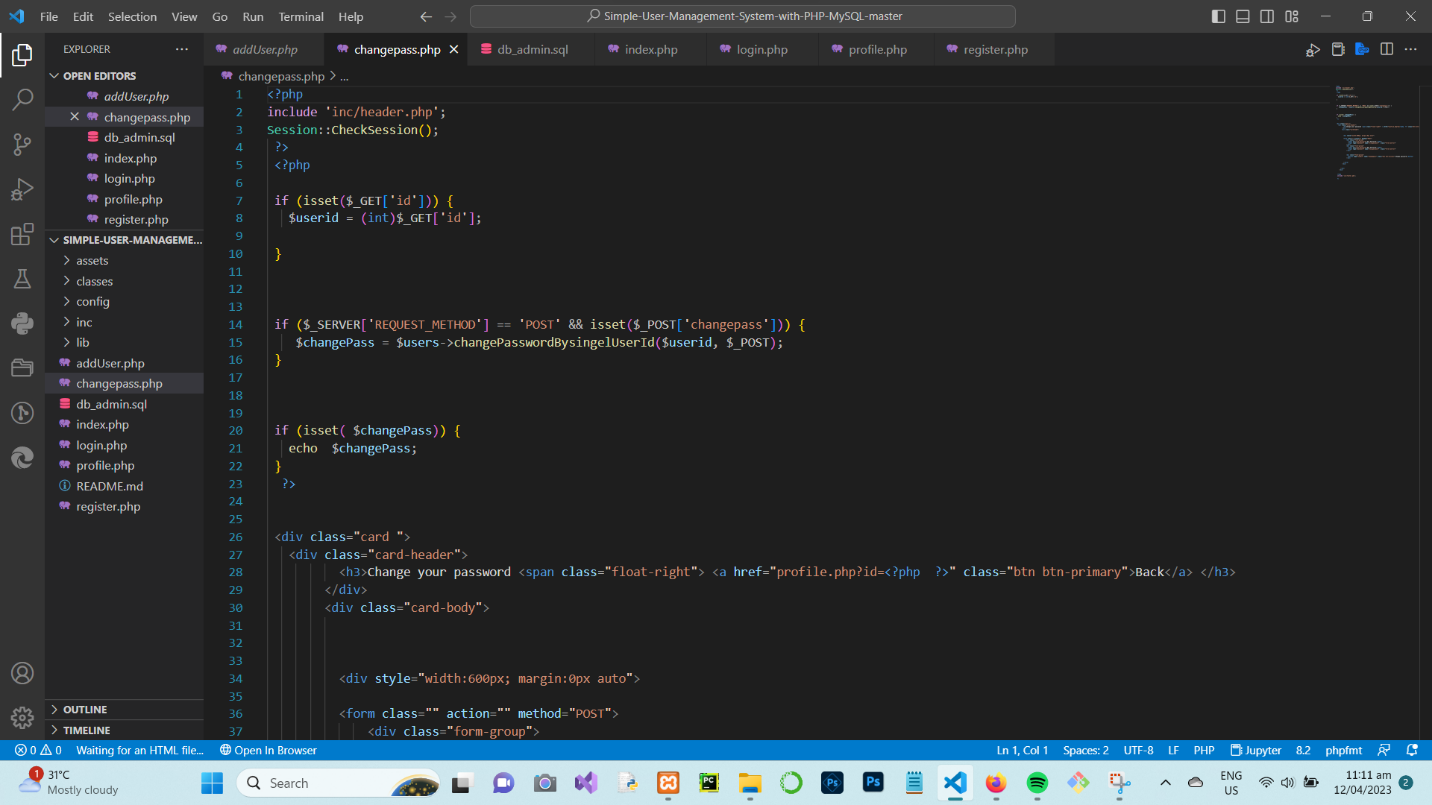 File Edit Selection View Go Run Terminal Help
Simple-User-Management-System-with-PHP-MySQL-master
EXPLORER
OPEN EDITORS
addUser.php
changepass.php
db_admin.sql
index.php
login.php
profile.php
register.php
SIMPLE-USER-MANAGEME...
assets
classes
config
inc
lib
addUser.php
changepass.php
db_admin.sql
index.php
login.php
profile.php
README.md
register.php
OUTLINE
TIMELINE
addUser.php changepass.php db_admin.sql index.php login.php profile.php register.php
changepass.php > ...
1 <?php
2 include 'inc/header.php';
3 Session::CheckSession();
4 ?>
5 <?php
6
7 if (isset($_GET['id'])) {
8 $userid = (int)$_GET['id'];
9
10 }
11
12
13
14 if ($_SERVER['REQUEST_METHOD'] == 'POST' && isset($_POST['changepass'])) {
15 $changePass = $users->changePasswordBysingelUserId($userid, $_POST);
16 }
17
18
19
20 if (isset( $changePass)) {
21 echo  $changePass;
22 }
23 ?>
24
25
26 <div class="card ">
27 <div class="card-header">
28 <h3>Change your password <span class="float-right"> <a href="profile.php?id=<?php  ?>" class="btn btn-primary">Back</a> </h3>
29 </div>
30 <div class="card-body">
31
32
33
34 <div style="width:600px; margin:0px auto">
35
36 <form class="" action="" method="POST">
37 <div class="form-group">
0 0 Waiting for an HTML file... Open In Browser Ln 1, Col 1 Spaces: 2 UTF-8 LF PHP Jupyter 8.2 phpfmt
1 31°C
Mostly cloudy
Search
Ps
Ps
PC
ENG
US
11:11 am
12/04/2023
2